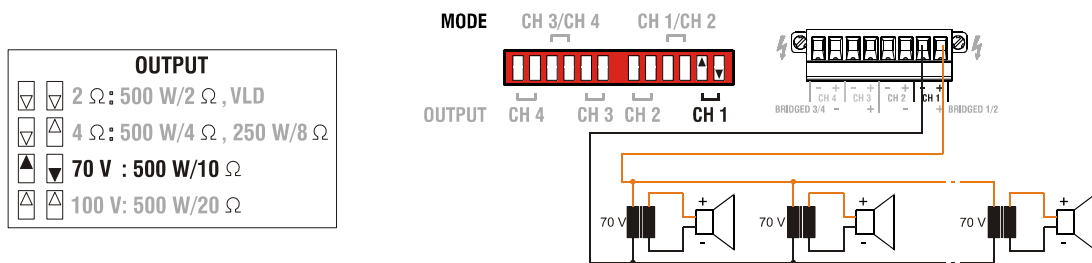 OUTPUT
2 Ω: 500 W/2 Ω, VLD
4 Ω: 500 W/4 Ω, 250 W/8 Ω
70 V : 500 W/10 Ω
100 V: 500 W/20 Ω
MODE CH 3/CH 4 CH 1/CH 2
OUTPUT CH 4 CH 3 CH 2 CH 1
- + - + - + - +
CH 4 CH 3 CH 2 CH 1
BRIDGED 3/4 - + - + BRIDGED 1/2
70 V + -
70 V + -
70 V + -